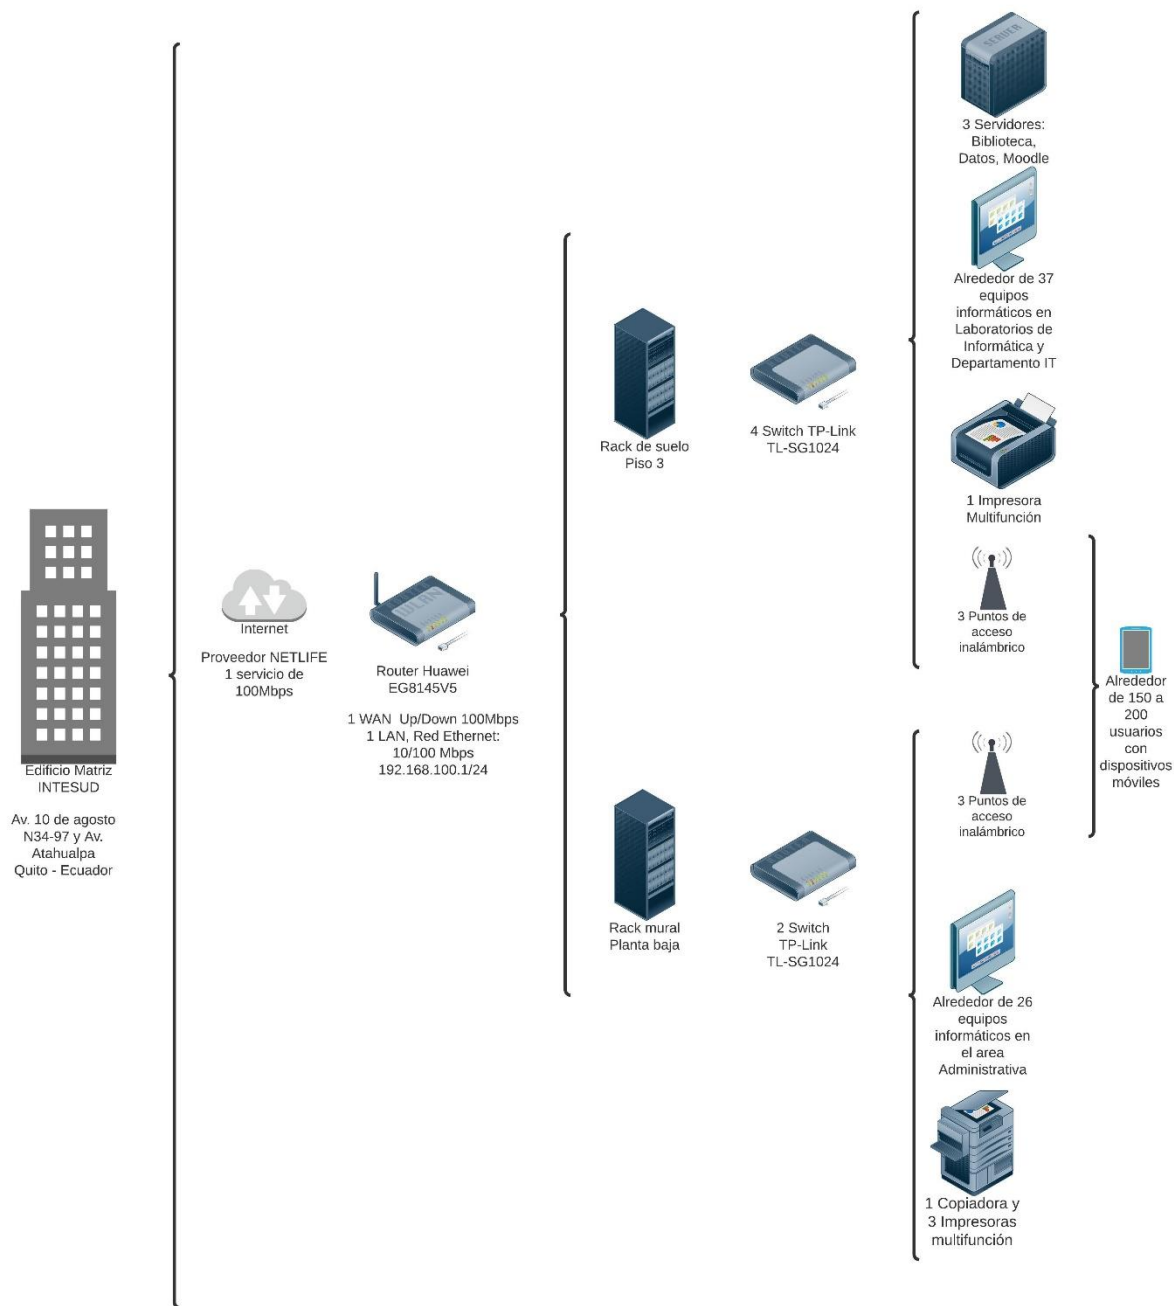 SERVER
3 Servidores:
Biblioteca,
Datos, Moodle
Alrededor de 37
equipos
informáticos en
Laboratorios de
Informática y
Departamento IT
Rack de suelo
Piso 3
4 Switch TP-Link
TL-SG1024
1 Impresora
Multifunción
3 Puntos de
acceso
inalámbrico
Internet
Proveedor NETLIFE
1 servicio de
100Mbps
WLAN
Router Huawei
EG8145V5
1 WAN Up/Down 100Mbps
1 LAN, Red Ethernet:
10/100 Mbps
192.168.100.1/24
Alrededor
de 150 a
200
usuarios
con
dispositivos
móviles
Edificio Matriz
INTESUD
Av. 10 de agosto
N34-97 y Av.
Atahualpa
Quito - Ecuador
3 Puntos de
acceso
inalámbrico
Rack mural
Planta baja
2 Switch
TP-Link
TL-SG1024
Alrededor de 26
equipos
informáticos en
el area
Administrativa
1 Copiadora y
3 Impresoras
multifunción